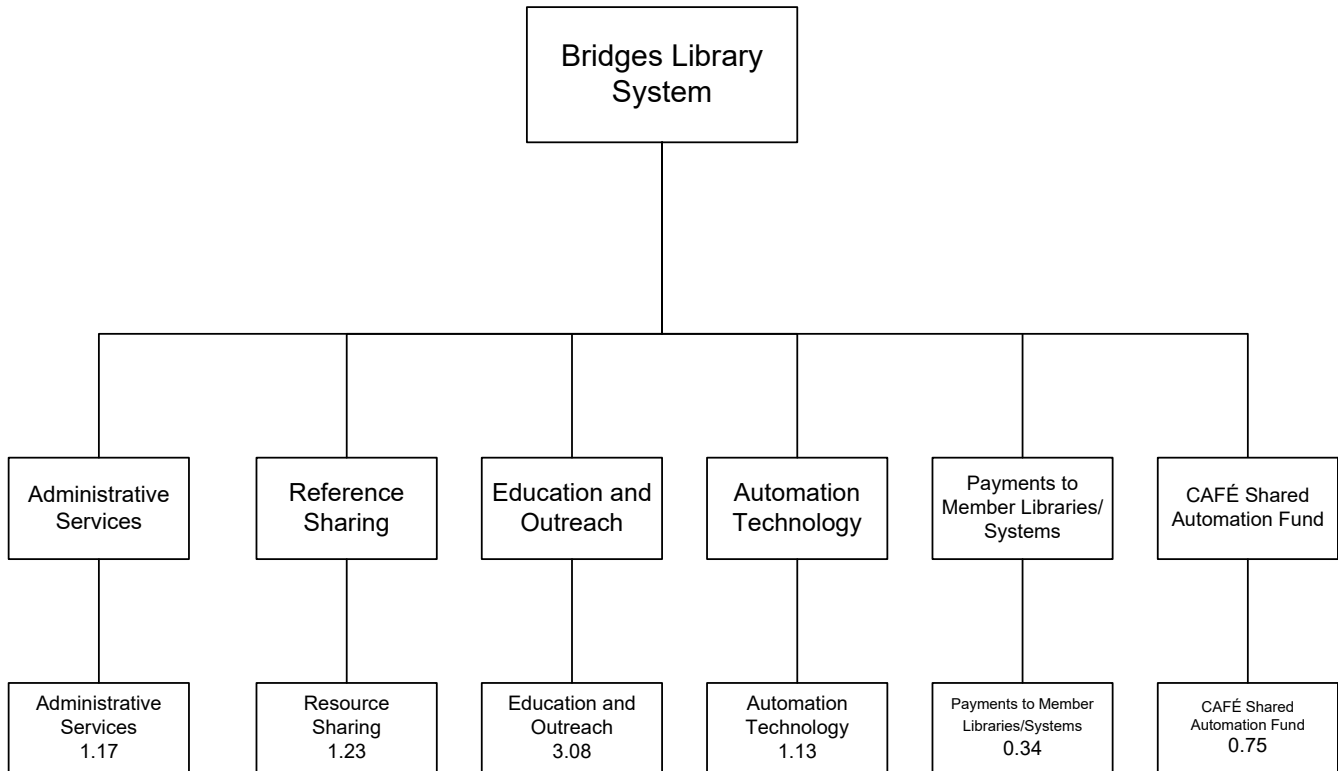 Bridges Library
System
Administrative
Services
Reference
Sharing
Education and
Outreach
Automation
Technology
Payments to
Member Libraries/
Systems
CAFÉ Shared
Automation Fund
Administrative
Services
1.17
Resource
Sharing
1.23
Education and
Outreach
3.08
Automation
Technology
1.13
Payments to Member
Libraries/Systems
0.34
CAFÉ Shared
Automation Fund
0.75